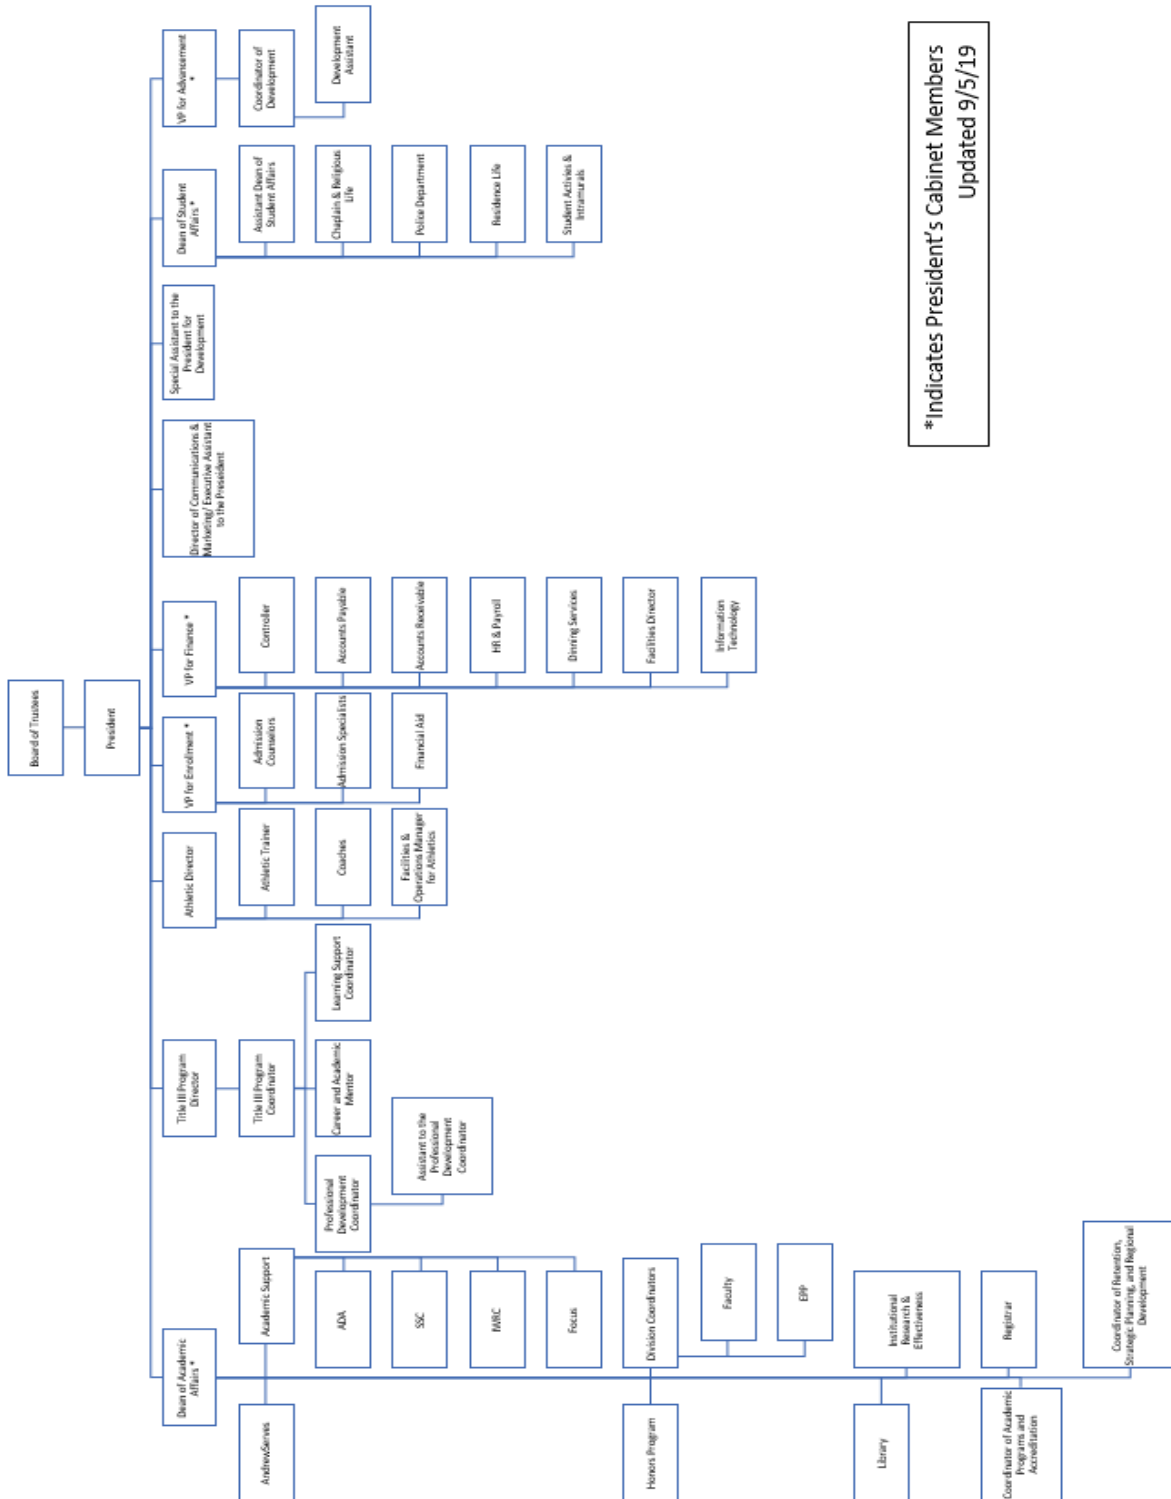 Board of Trustees
President
Dean of Academic
Affairs *
AndrewServes
Academic Support
ADA
SSC
IWRC
Focus
Honors Program
Division Coordinators
Faculty
EPP
Library
Institutional
Research &
Effectiveness
Coordinator of Academic
Programs and
Accreditation
Registrar
Coordinator of Retention,
Strategic Planning, and Regional
Development
Title III Program
Director
Title III Program
Coordinator
Professional
Development
Coordinator
Assistant to the
Professional
Development
Coordinator
Career and Academic
Mentor
Learning Support
Coordinator
Athletic Director
Athletic Trainer
Coaches
Facilities &
Operations Manager
for Athletics
VP for Enrollment *
Admission
Counselors
Admission Specialists
Financial Aid
VP for Finance *
Controller
Accounts Payable
Accounts Receivable
HR & Payroll
Dinning Services
Facilities Director
Information
Technology
Director of Communications &
Marketing/ Executive Assistant
to the Preseident
Special Assistant to the
President for
Development
Dean of Student
Affairs *
Assistant Dean of
Student Affairs
Chaplain & Religious
Life
Police Department
Residence Life
Student Activies &
Intramurals
VP for Advancement
*
Coordinator of
Development
Development
Assistant
*Indicates President's Cabinet Members
Updated 9/5/19